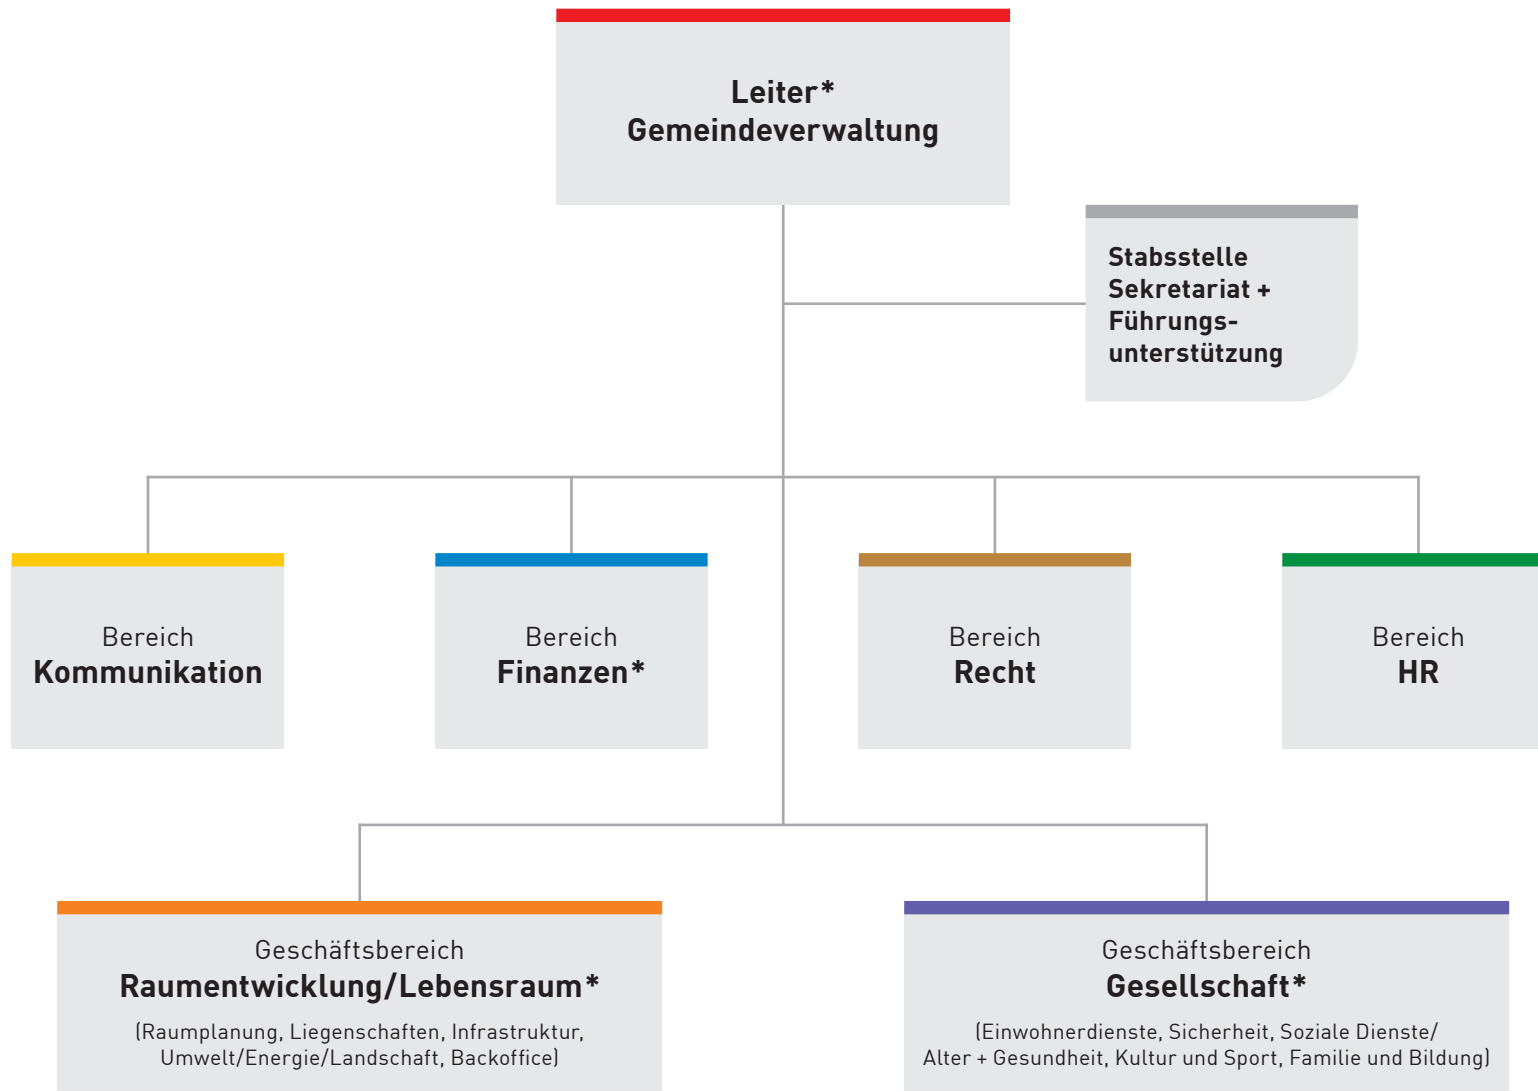 Leiter*
Gemeindeverwaltung
Stabsstelle
Sekretariat +
Führungs-
unterstützung
Bereich
Kommunikation
Bereich
Finanzen*
Bereich
Recht
Bereich
HR
Geschäftsbereich
Raumentwicklung/Lebensraum*
(Raumplanung, Liegenschaften, Infrastruktur,
Umwelt/Energie/Landschaft, Backoffice)
Geschäftsbereich
Gesellschaft*
(Einwohnerdienste, Sicherheit, Soziale Dienste/
Alter + Gesundheit, Kultur und Sport, Familie und Bildung)